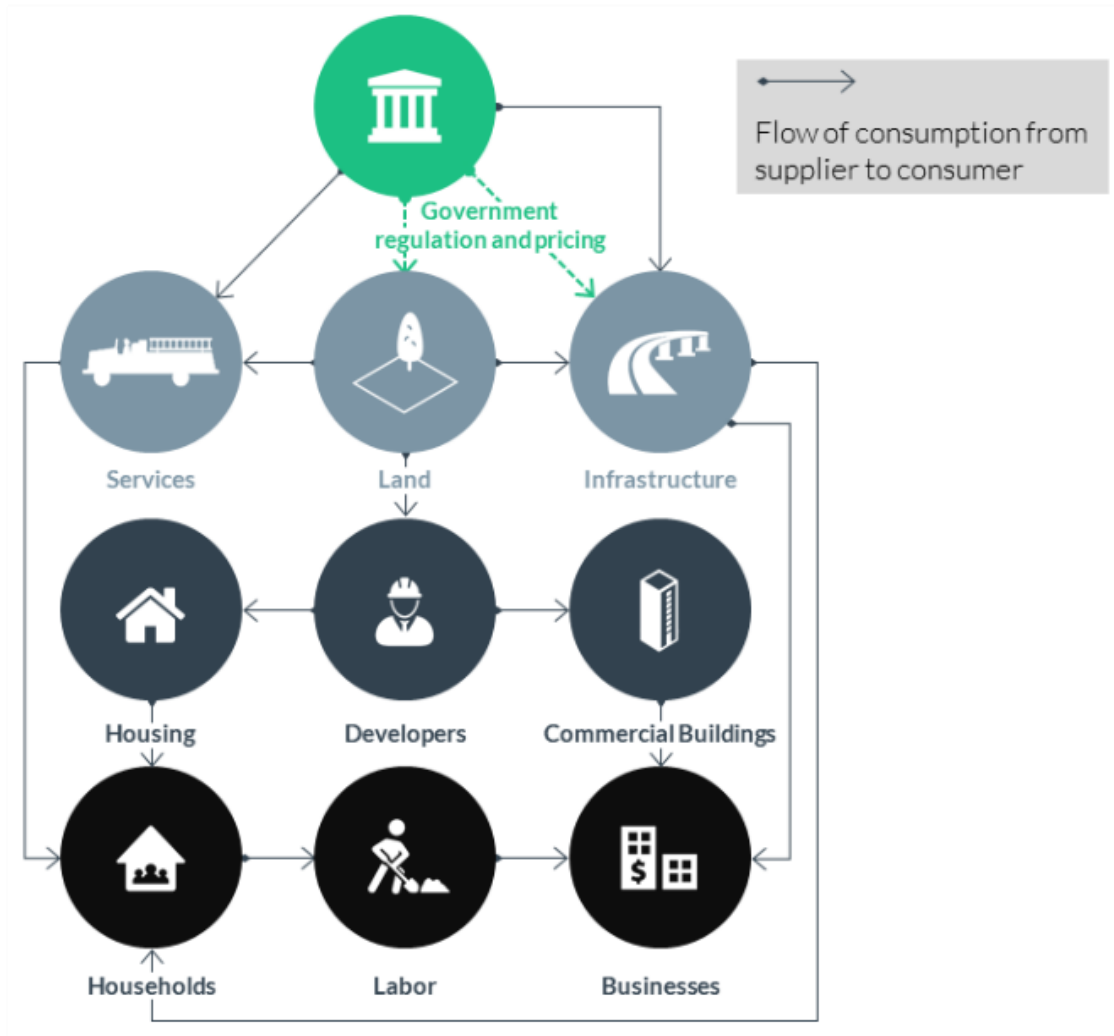 Flow of consumption from
supplier to consumer
Government
regulation and pricing
Services
Land
Infrastructure
Housing
Developers
Commercial Buildings
$
Households
Labor
Businesses